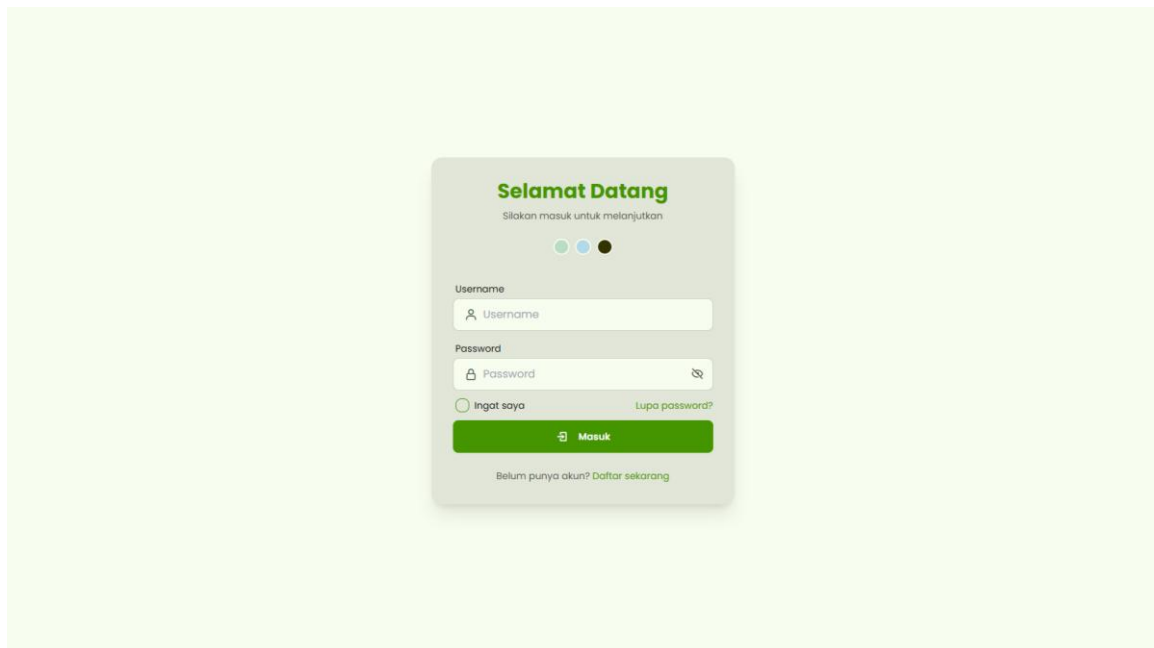 Selamat Datang
Silakan masuk untuk melanjutkan
Username
Username
Password
Password
Ingat saya
Lupa password?
Masuk
Belum punya akun? Daftar sekarang